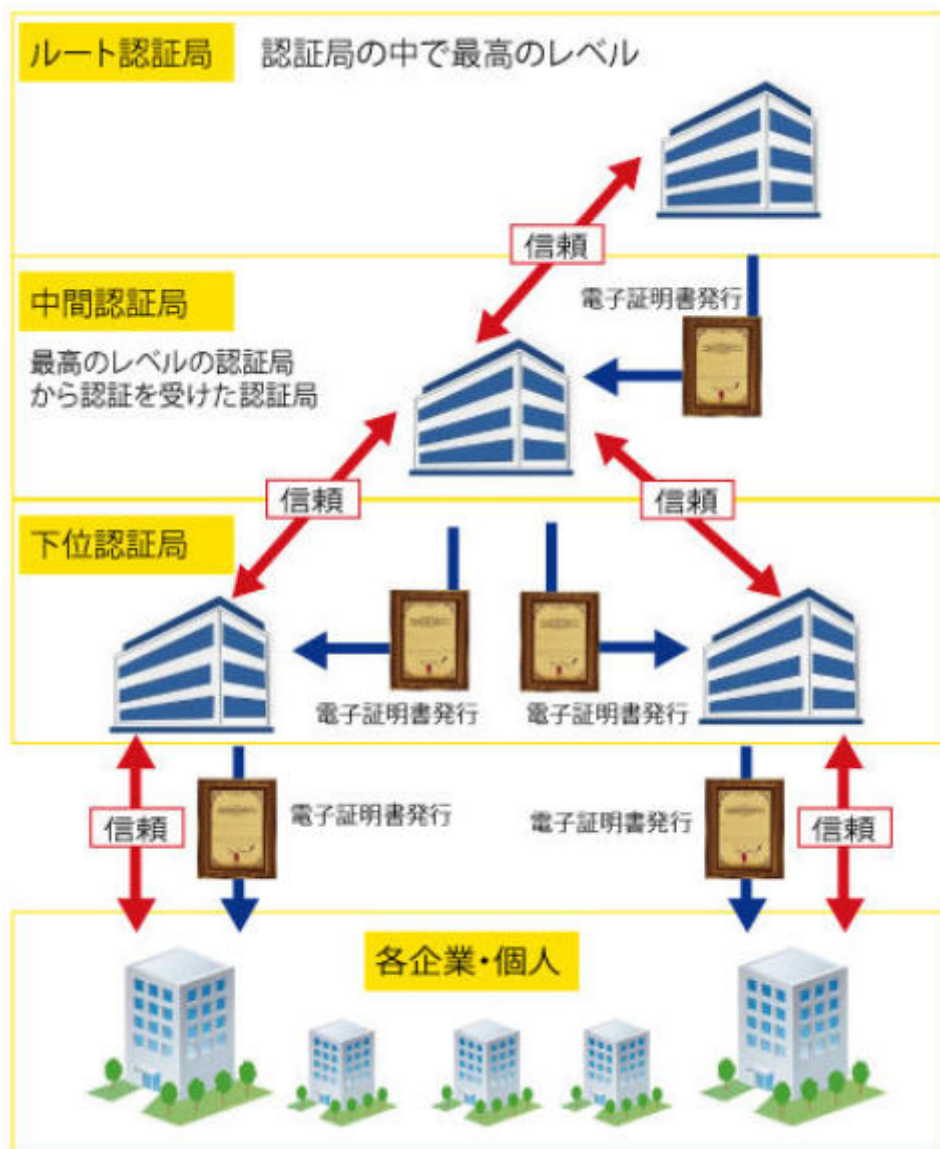 ルート認証局
認証局の中で最高のレベル
信頼
電子証明書発行
中間認証局
最高のレベルの認証局
から認証を受けた認証局
信頼
信頼
下位認証局
電子証明書発行
電子証明書発行
信頼
電子証明書発行
電子証明書発行
信頼
各企業・個人